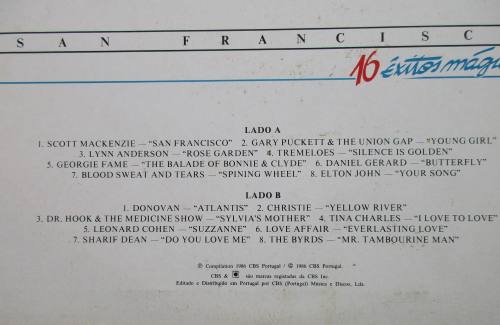 SAN FRANCISC
16 êxitos mági
LADO A
1. SCOTT MACKENZIE — "SAN FRANCISCO" 2. GARY PUCKETT & THE UNION GAP — "YOUNG GIRL"
3. LYNN ANDERSON — "ROSE GARDEN" 4. TREMELOES — "SILENCE IS GOLDEN"
5. GEORGIE FAME — "THE BALADE OF BONNIE & CLYDE" 6. DANIEL GERARD — "BUTTERFLY"
7. BLOOD SWEAT AND TEARS — "SPINING WHEEL" 8. ELTON JOHN — "YOUR SONG"
LADO B
1. DONOVAN — "ATLANTIS" 2. CHRISTIE — "YELLOW RIVER"
3. DR. HOOK & THE MEDICINE SHOW — "SYLVIA'S MOTHER" 4. TINA CHARLES — "I LOVE TO LOVE"
5. LEONARD COHEN — "SUZZANNE" 6. LOVE AFFAIR — "EVERLASTING LOVE"
7. SHARIF DEAN — "DO YOU LOVE ME" 8. THE BYRDS — "MR. TAMBOURINE MAN"
℗ Compilation 1986 CBS Portugal / © 1986 CBS Portugal.
CBS & são marcas registadas da CBS Inc.
Editado e Distribuído em Portugal por CBS (Portugal) Música e Discos, Lda.